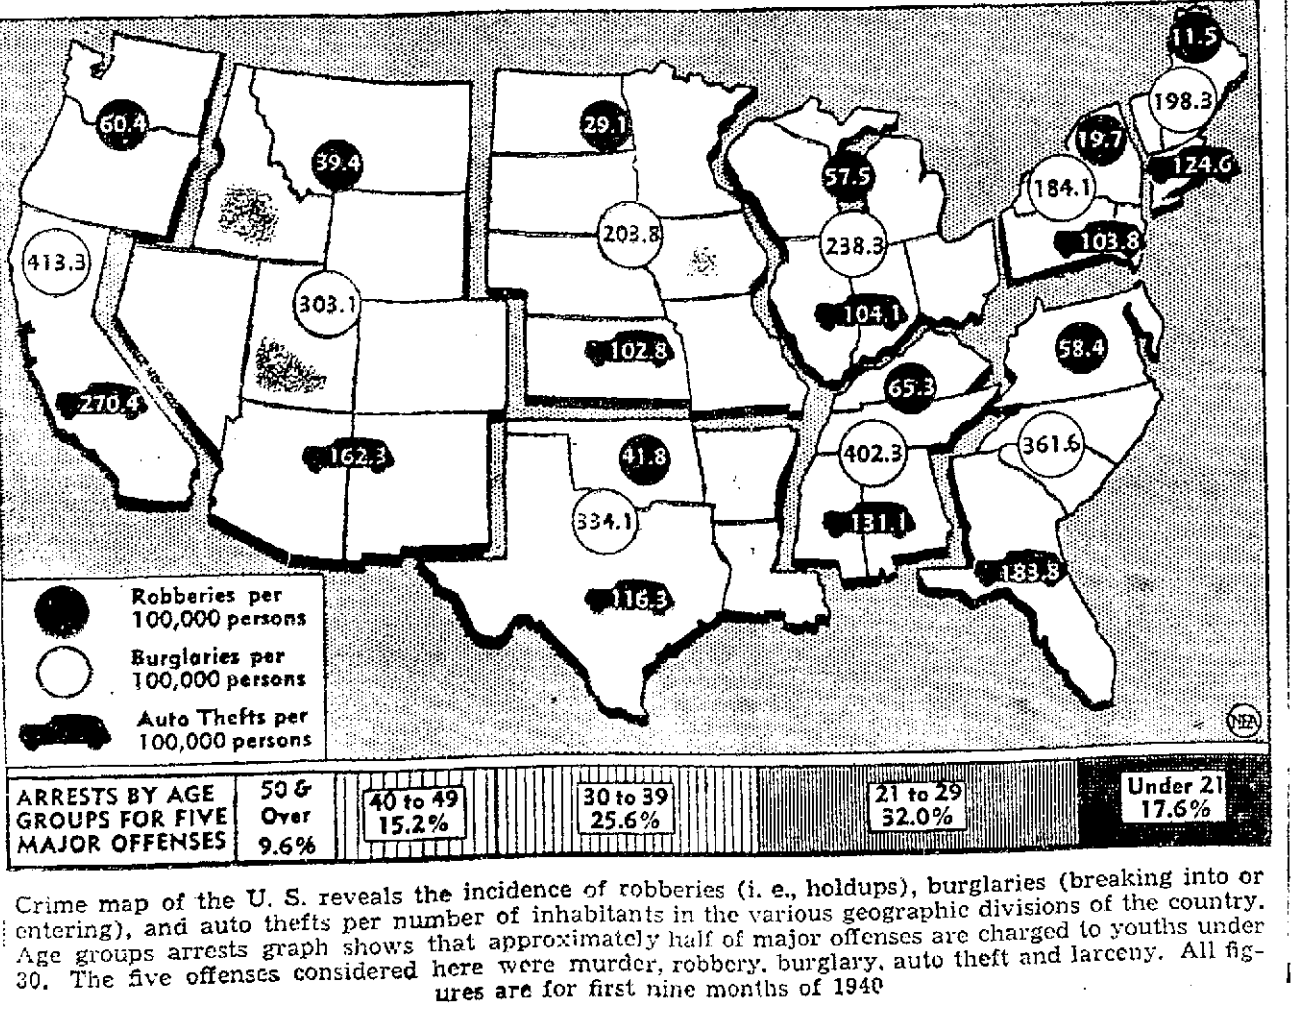 11.5
60.4
29.1
198.3
39.4
19.7
57.5
124.6
184.1
203.8
238.3
103.8
413.3
303.1
104.1
102.8
58.4
270.4
65.3
162.3
41.8
402.3
361.6
334.1
131.1
116.3
183.8
Robberies per
100,000 persons
Burglaries per
100,000 persons
Auto Thefts per
100,000 persons
NEA
ARRESTS BY AGE
GROUPS FOR FIVE
MAJOR OFFENSES
50 &
Over
9.6%
40 to 49
15.2%
30 to 39
25.6%
21 to 29
32.0%
Under 21
17.6%
Crime map of the U. S. reveals the incidence of robberies (i. e., holdups), burglaries (breaking into or
entering), and auto thefts per number of inhabitants in the various geographic divisions of the country.
Age groups arrests graph shows that approximately half of major offenses are charged to youths under
30. The five offenses considered here were murder, robbery, burglary, auto theft and larceny. All fig-
ures are for first nine months of 1940